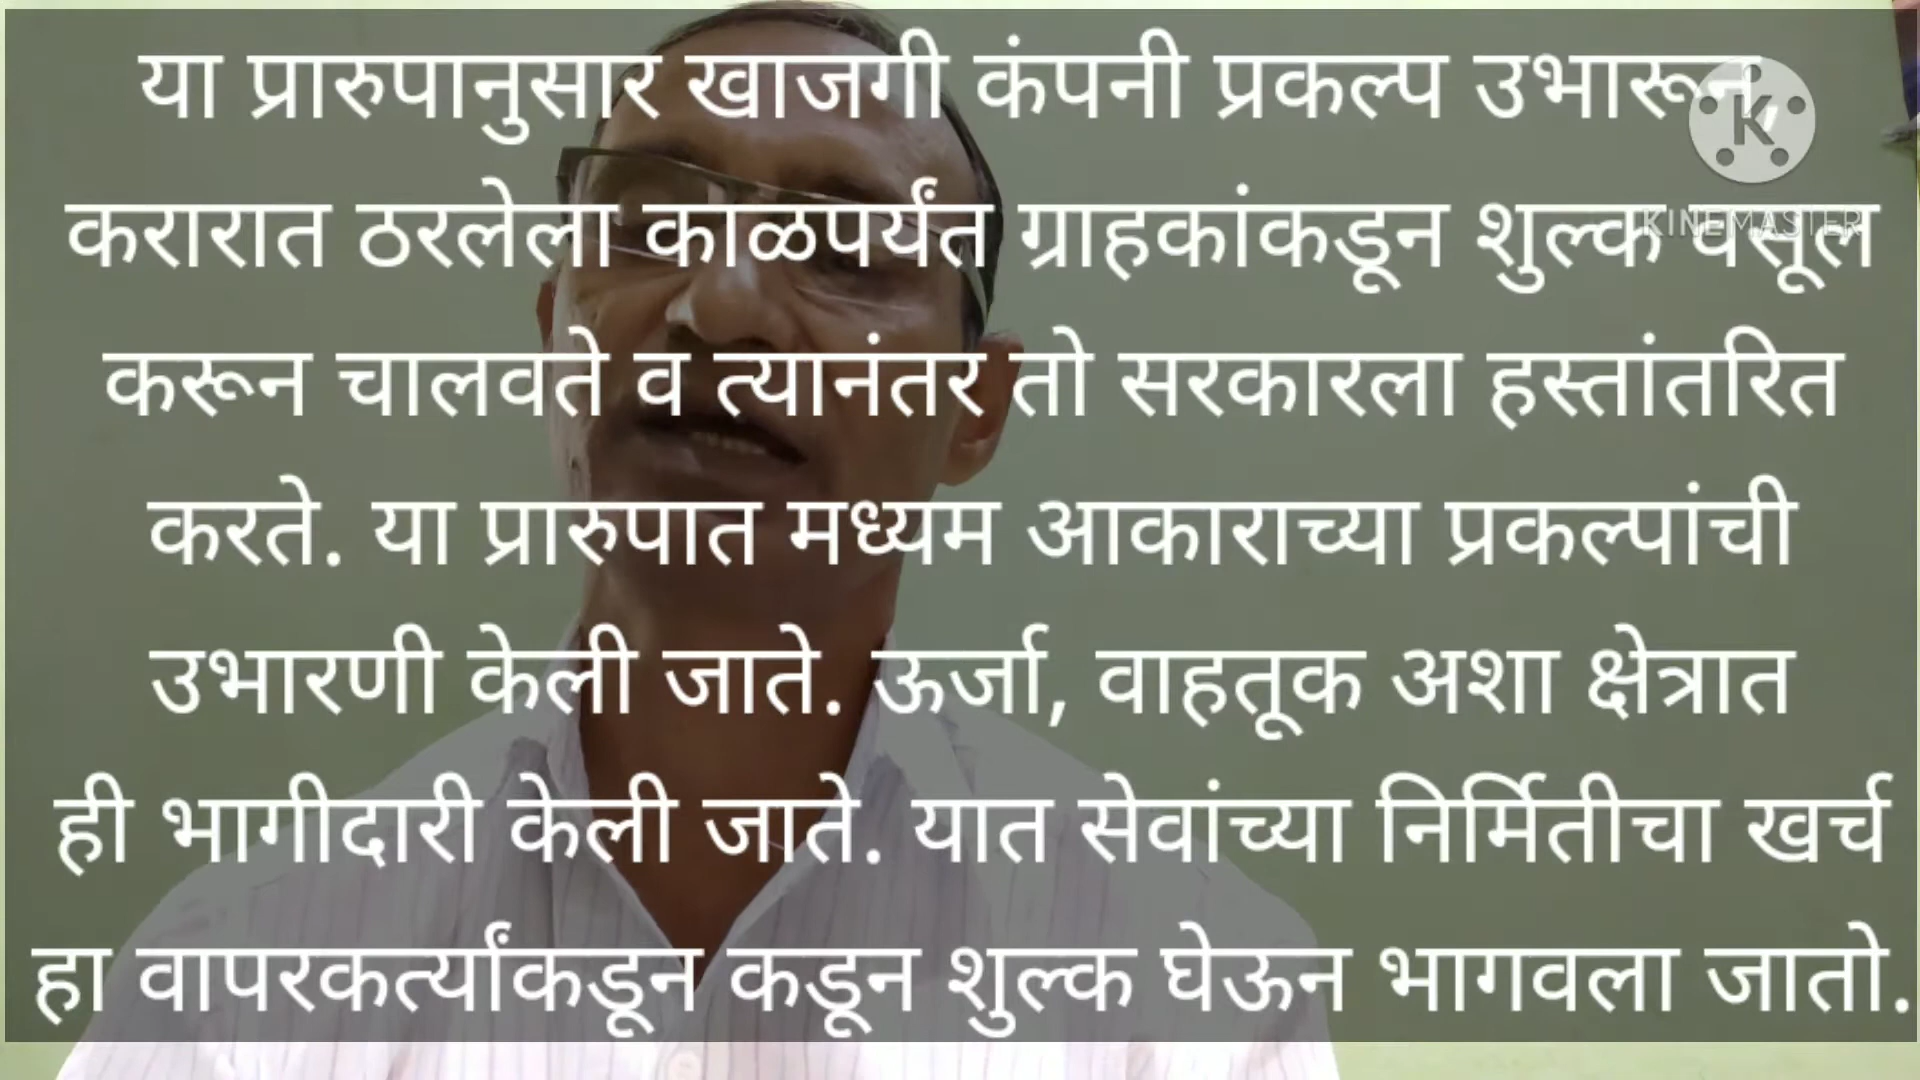 या प्रारुपानुसार खाजगी कंपनी प्रकल्प उभारून,
करारात ठरलेला काळपर्यंत ग्राहकांकडून शुल्क वसूल
करून चालवते व त्यानंतर तो सरकारला हस्तांतरित
करते. या प्रारुपात मध्यम आकाराच्या प्रकल्पांची
उभारणी केली जाते. ऊर्जा, वाहतूक अशा क्षेत्रात
ही भागीदारी केली जाते. यात सेवांच्या निर्मितीचा खर्च
हा वापरकर्त्यांकडून कडून शुल्क घेऊन भागवला जातो.
K
KINEMASTER